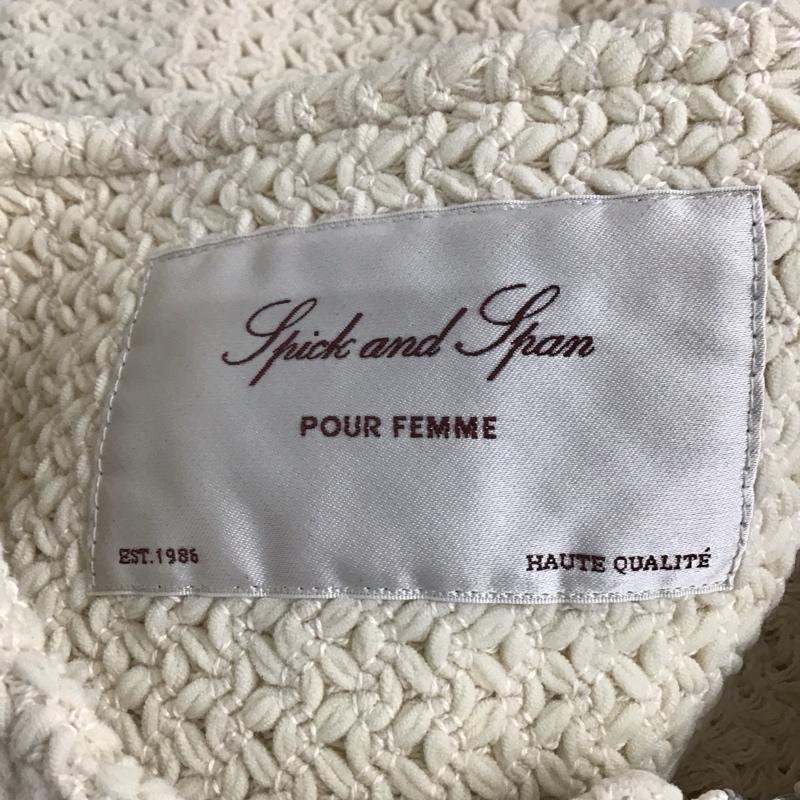 Spick and Span
POUR FEMME
EST.1986
HAUTE QUALITÉ